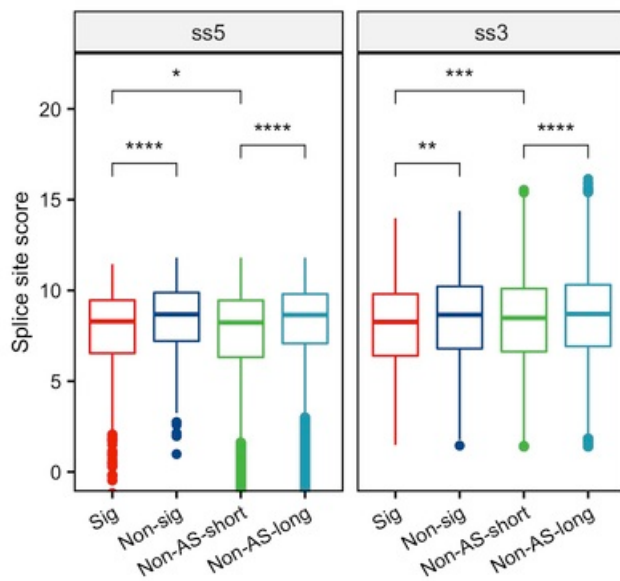 ss5 ss3
* ***
**** **** ** ****
20
15
10
5
0
Splice site score
Sig Non-sig Non-AS-short Non-AS-long Sig Non-sig Non-AS-short Non-AS-long